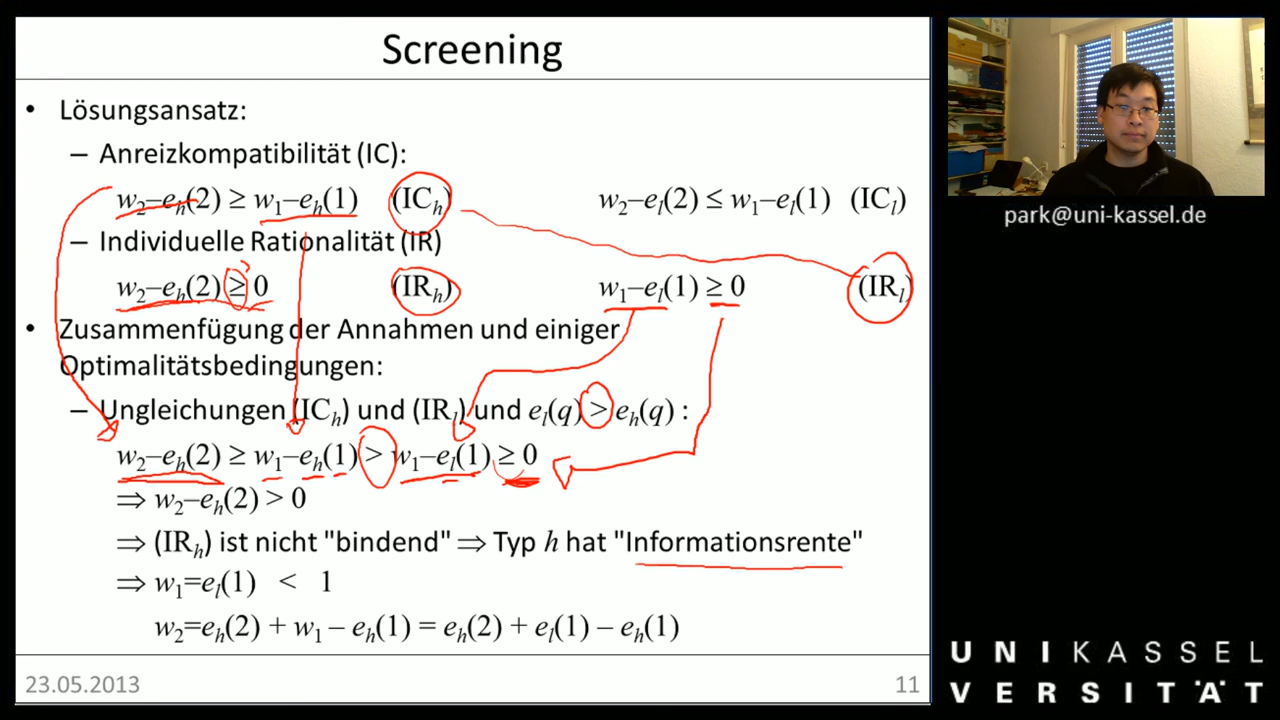 Screening
• Lösungsansatz:
– Anreizkompatibilität (IC):
w₂–eₕ(2) ≥ w₁–eₕ(1) (ICₕ) w₂–eₗ(2) ≤ w₁–eₗ(1) (ICₗ)
– Individuelle Rationalität (IR)
w₂–eₕ(2) ≥ 0 (IRₕ) w₁–eₗ(1) ≥ 0 (IRₗ)
• Zusammenfügung der Annahmen und einiger
Optimalitätsbedingungen:
– Ungleichungen (ICₕ) und (IRₗ) und eₗ(q) > eₕ(q) :
w₂–eₕ(2) ≥ w₁–eₕ(1) > w₁–eₗ(1) ≥ 0
⇒ w₂–eₕ(2) > 0
⇒ (IRₕ) ist nicht "bindend" ⇒ Typ h hat "Informationsrente"
⇒ w₁=eₗ(1) < 1
w₂=eₕ(2) + w₁ – eₕ(1) = eₕ(2) + eₗ(1) – eₕ(1)
23.05.2013 11
park@uni-kassel.de
UNIKASSEL
VERSITÄT